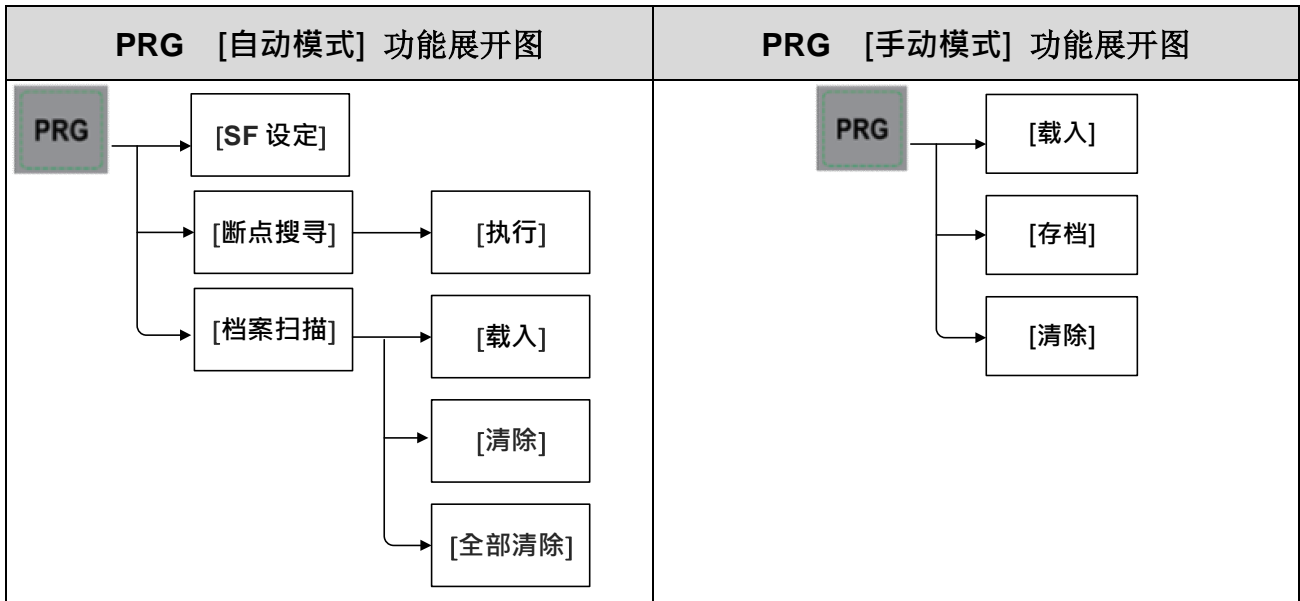 PRG [自动模式] 功能展开图
PRG [手动模式] 功能展开图
PRG
[SF 设定]
[断点搜寻]
[执行]
[档案扫描]
[载入]
[清除]
[全部清除]
PRG
[载入]
[存档]
[清除]